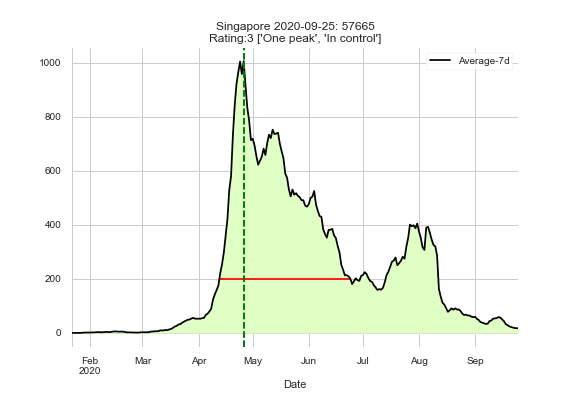 Singapore 2020-09-25: 57665
Rating:3 ['One peak', 'In control']
Average-7d
1000
800
600
400
200
0
Feb Mar Apr May Jun Jul Aug Sep
2020
Date